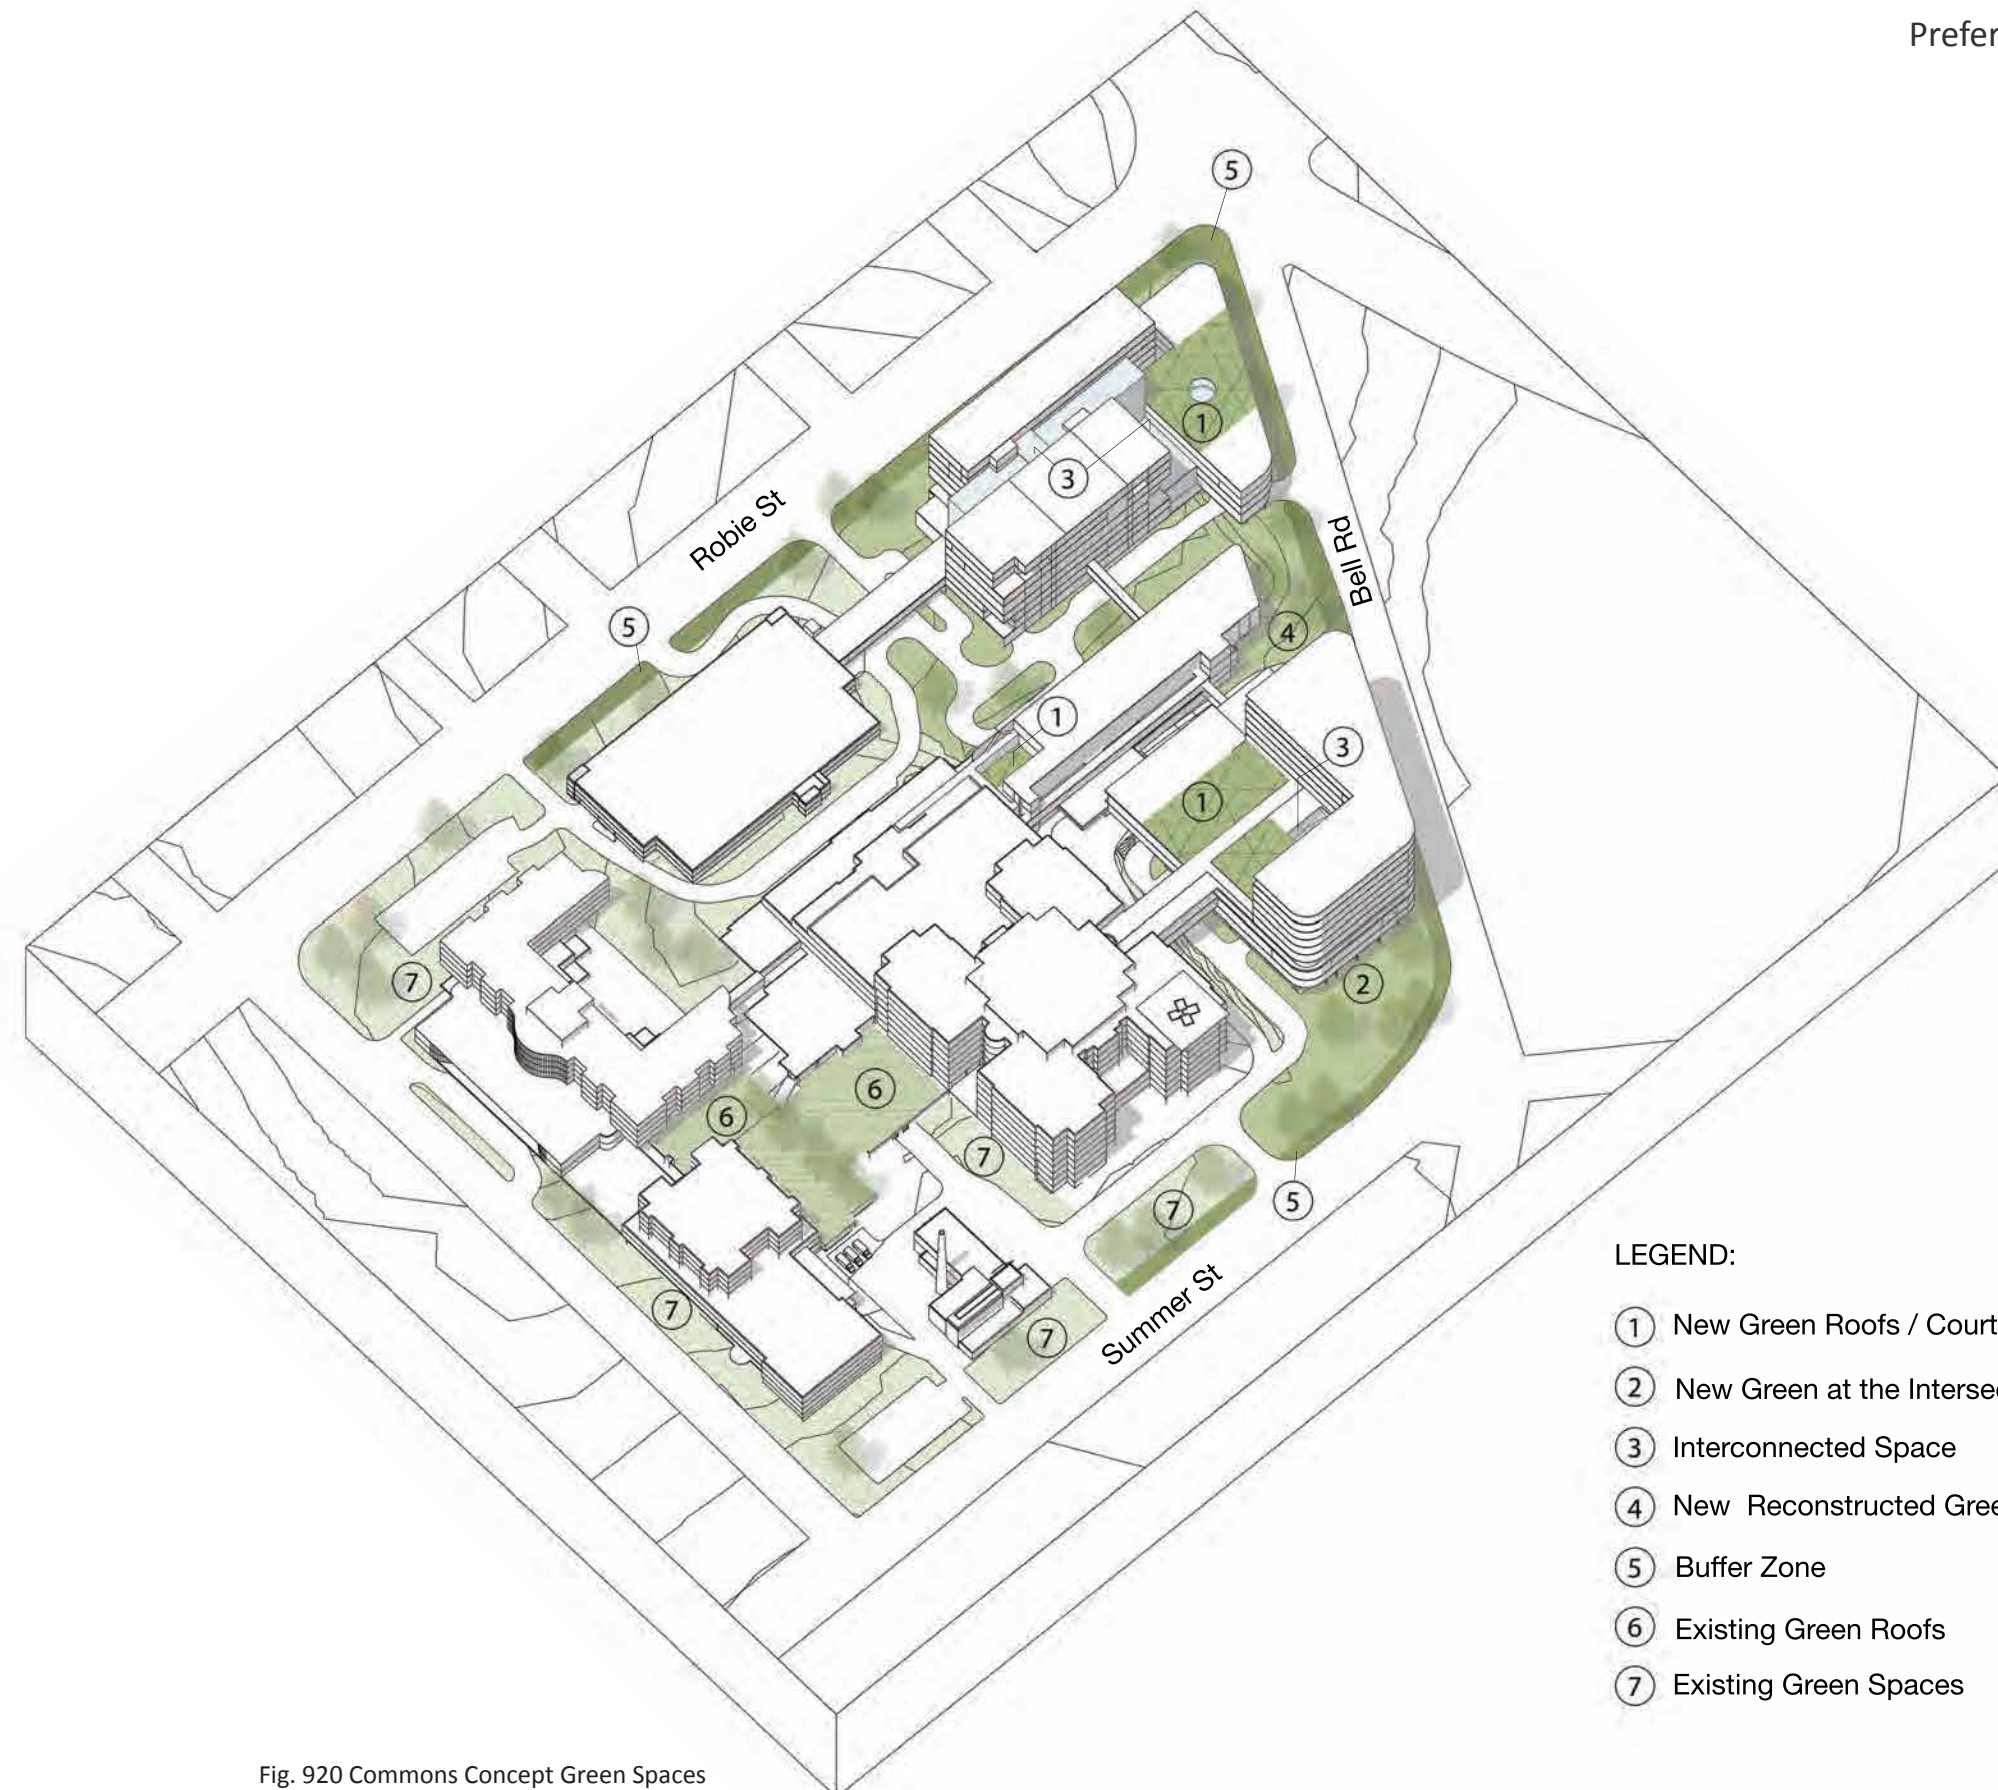 Prefer
5
1
3
Robie St
Bell Rd
5
4
1
3
1
7
2
6
6
7
7
5
7
7
Summer St
LEGEND:
1 New Green Roofs / Court
2 New Green at the Interse
3 Interconnected Space
4 New Reconstructed Gree
5 Buffer Zone
6 Existing Green Roofs
7 Existing Green Spaces
Fig. 920 Commons Concept Green Spaces